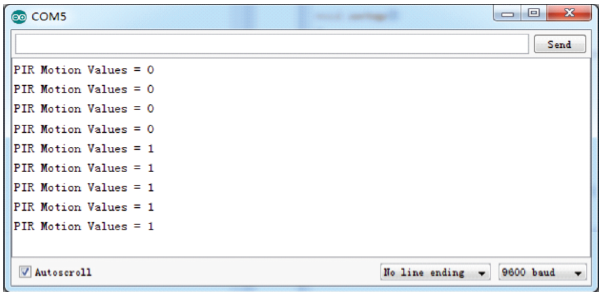 COM5
Send
PIR Motion Values = 0
PIR Motion Values = 0
PIR Motion Values = 0
PIR Motion Values = 0
PIR Motion Values = 1
PIR Motion Values = 1
PIR Motion Values = 1
PIR Motion Values = 1
PIR Motion Values = 1
Autoscroll
No line ending
9600 baud